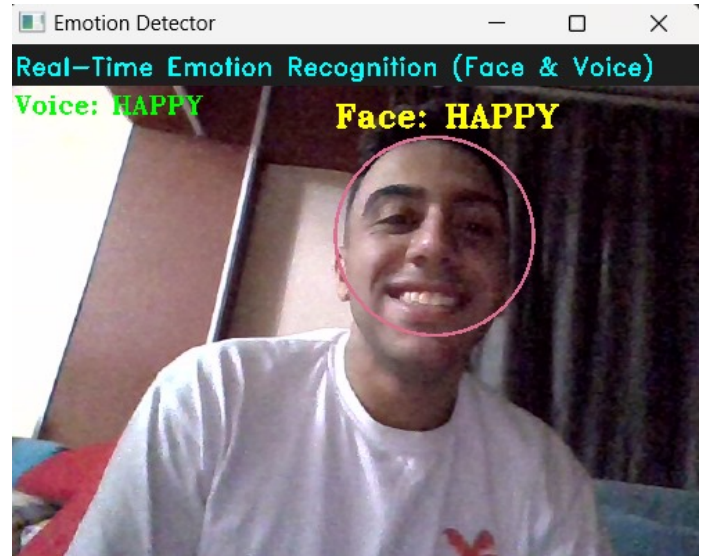 Emotion Detector
Real-Time Emotion Recognition (Face & Voice)
Voice: HAPPY
Face: HAPPY